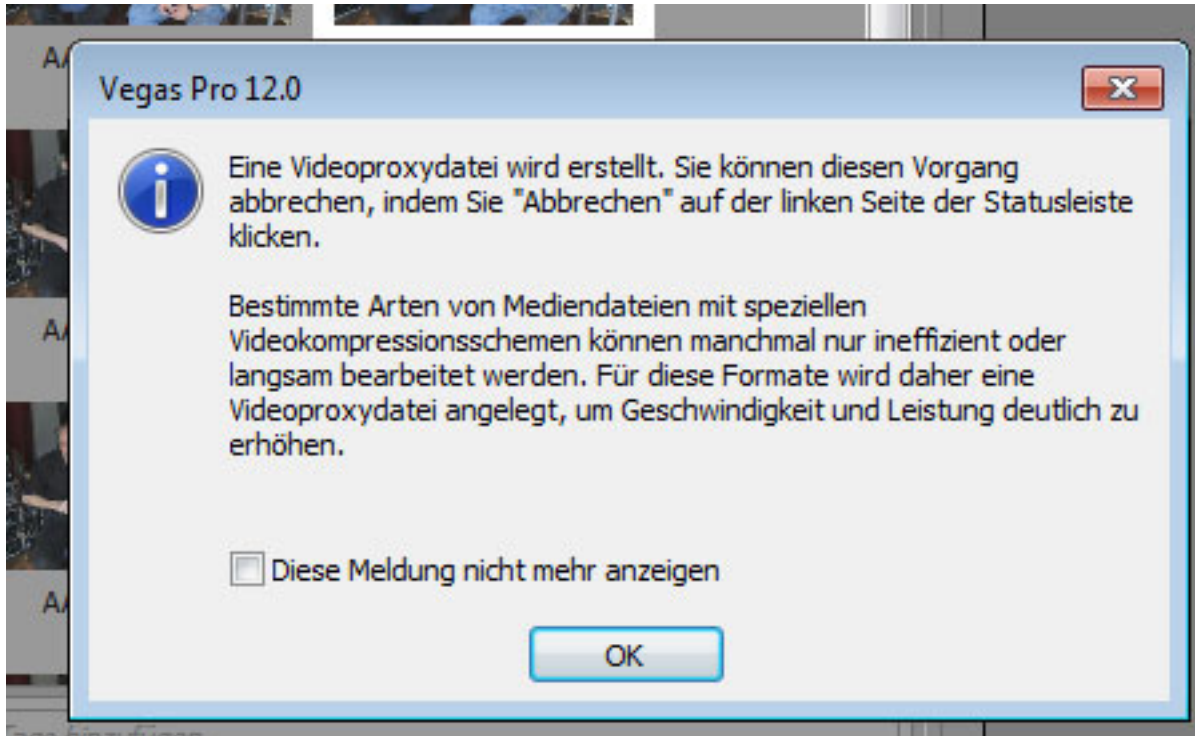 Vegas Pro 12.0
Eine Videoproxydatei wird erstellt. Sie können diesen Vorgang
abbrechen, indem Sie "Abbrechen" auf der linken Seite der Statusleiste
klicken.
Bestimmte Arten von Mediendateien mit speziellen
Videokompressionsschemen können manchmal nur ineffizient oder
langsam bearbeitet werden. Für diese Formate wird daher eine
Videoproxydatei angelegt, um Geschwindigkeit und Leistung deutlich zu
erhöhen.
Diese Meldung nicht mehr anzeigen
OK